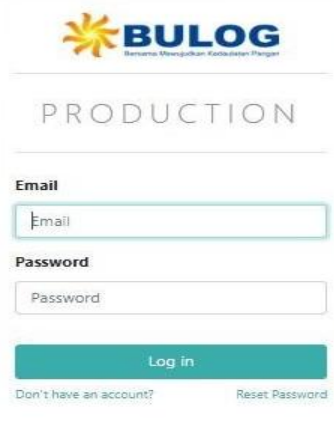 BULOG
Bersama Mewujudkan Kedaulatan Pangan
PRODUCTION
Email
Email
Password
Password
Log in
Don't have an account? Reset Password